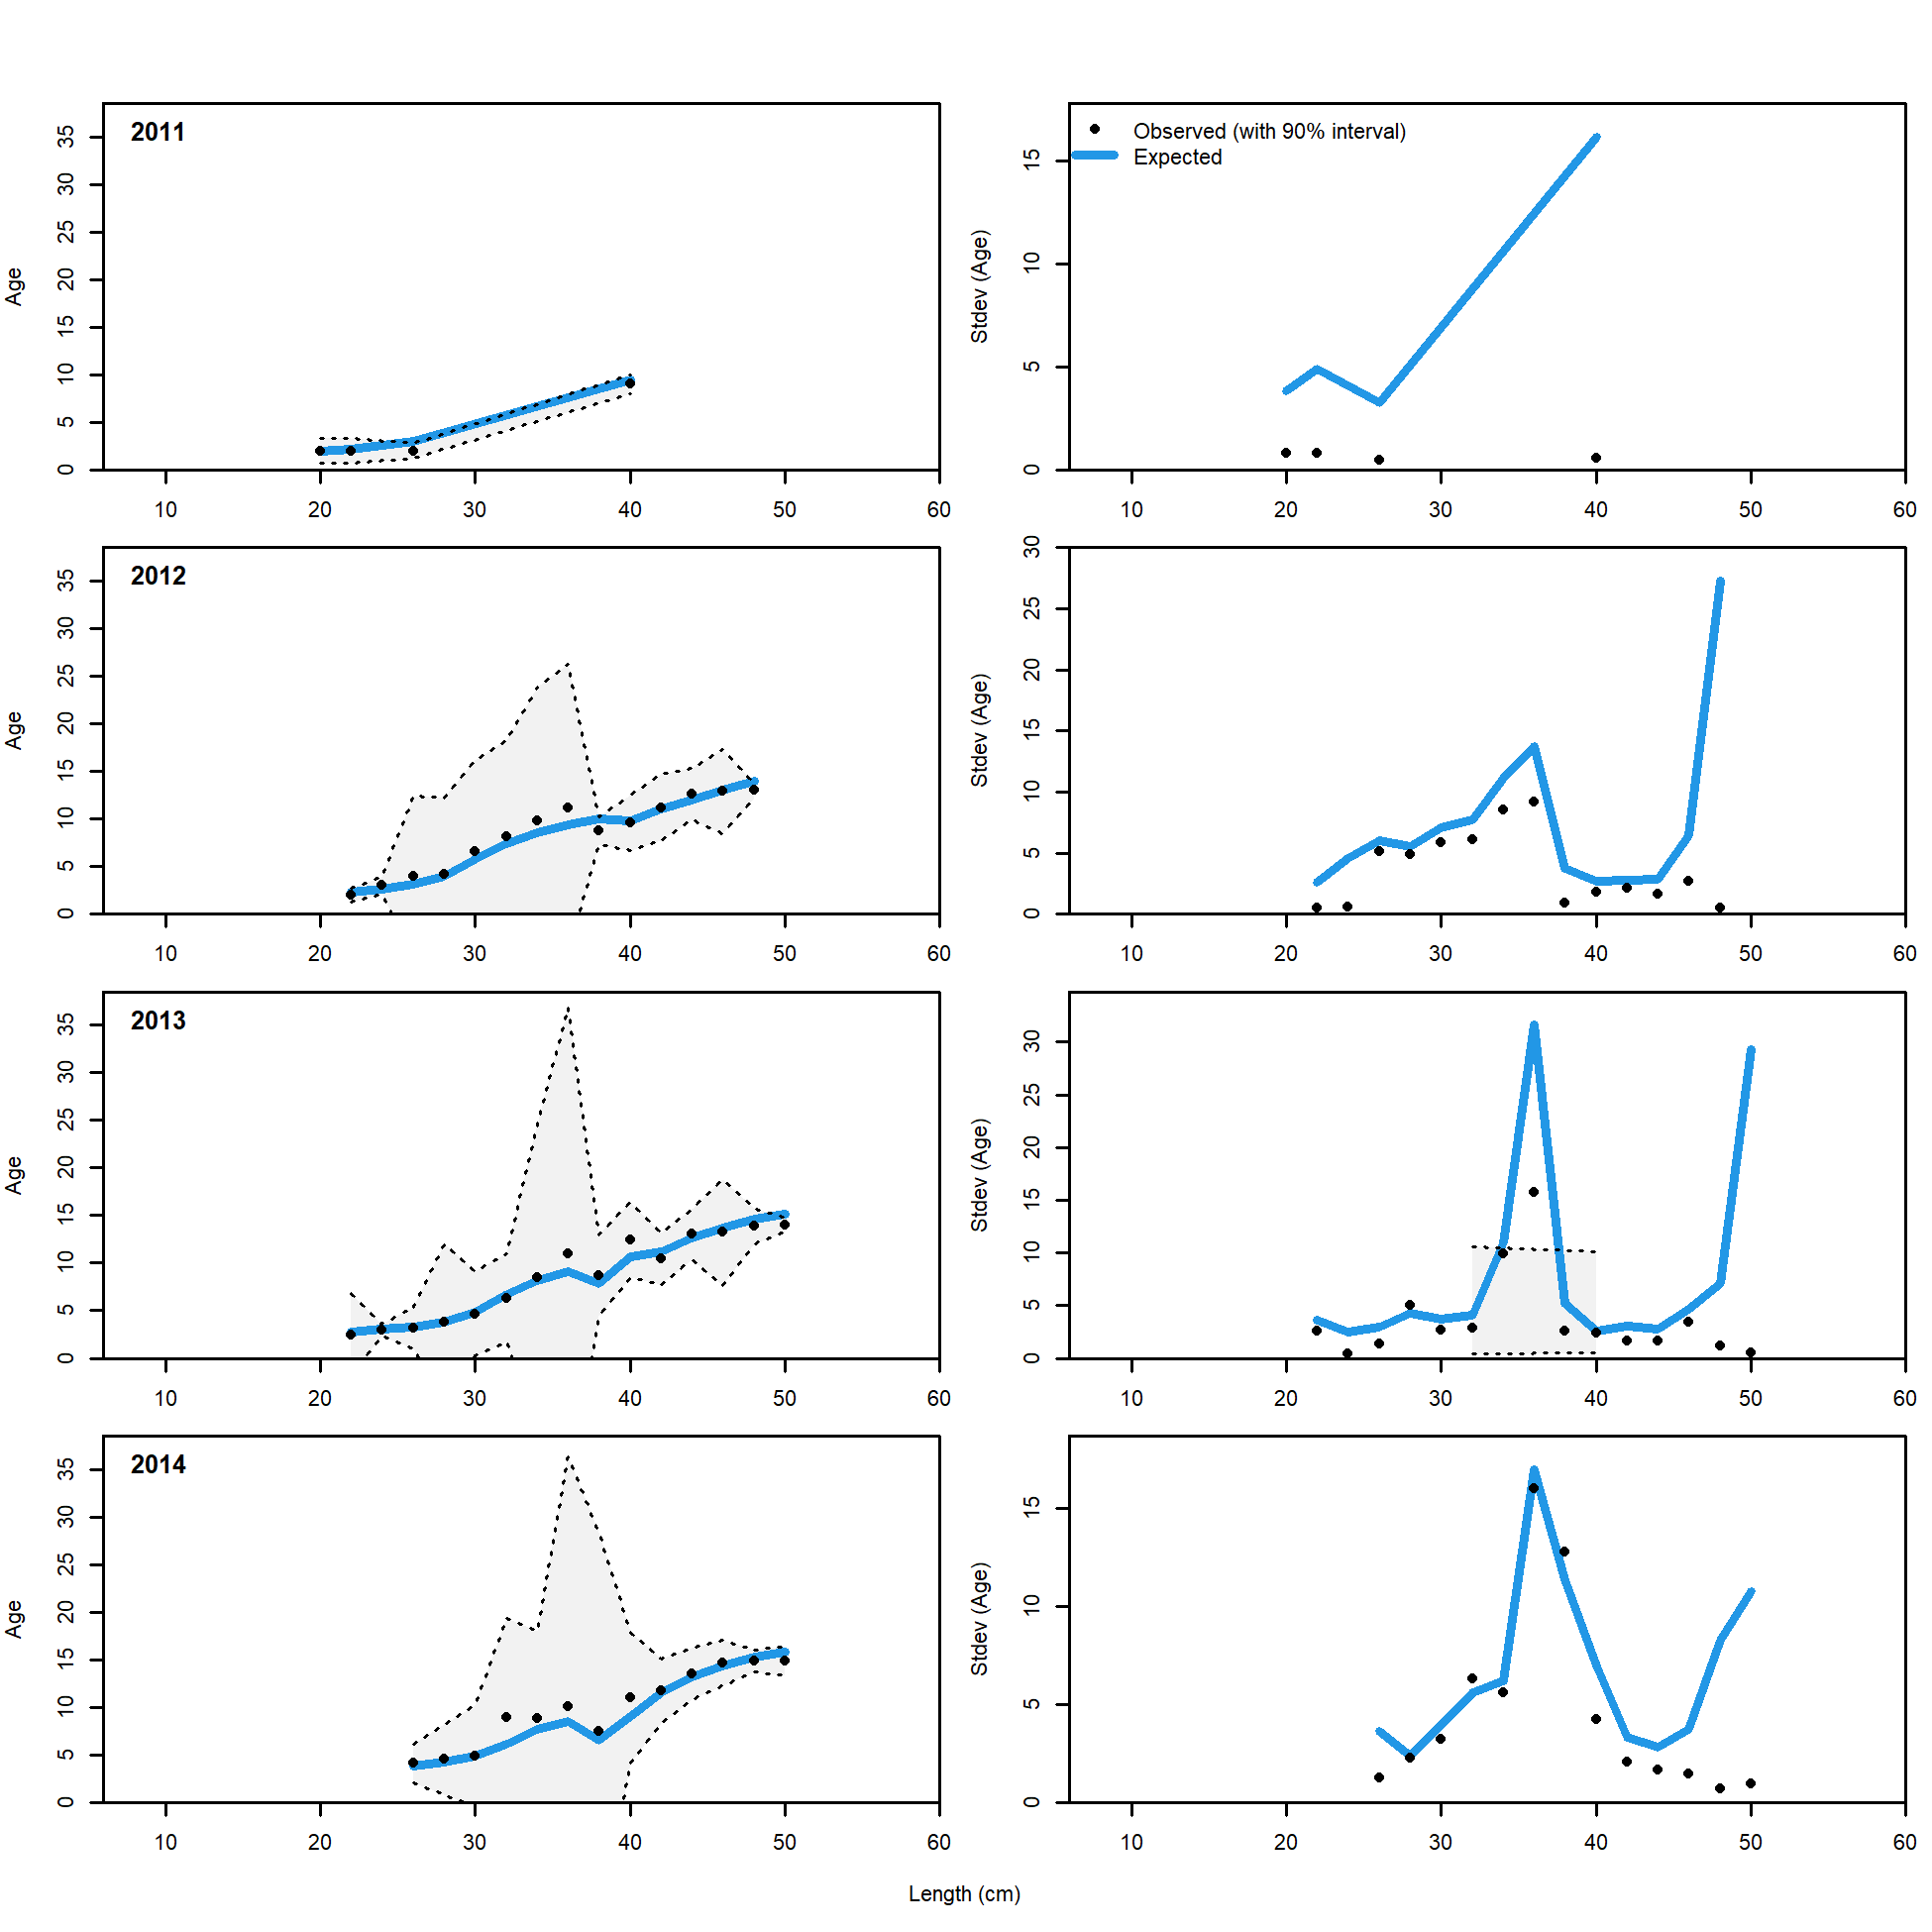 2011
Age
0 5 10 15 20 25 30 35
10 20 30 40 50 60
Observed (with 90% interval)
Expected
Stdev (Age)
0 5 10 15
10 20 30 40 50 60
2012
Age
0 5 10 15 20 25 30 35
10 20 30 40 50 60
Stdev (Age)
0 5 10 15 20 25 30
10 20 30 40 50 60
2013
Age
0 5 10 15 20 25 30 35
10 20 30 40 50 60
Stdev (Age)
0 5 10 15 20 25 30
10 20 30 40 50 60
2014
Age
0 5 10 15 20 25 30 35
10 20 30 40 50 60
Stdev (Age)
0 5 10 15
10 20 30 40 50 60
Length (cm)